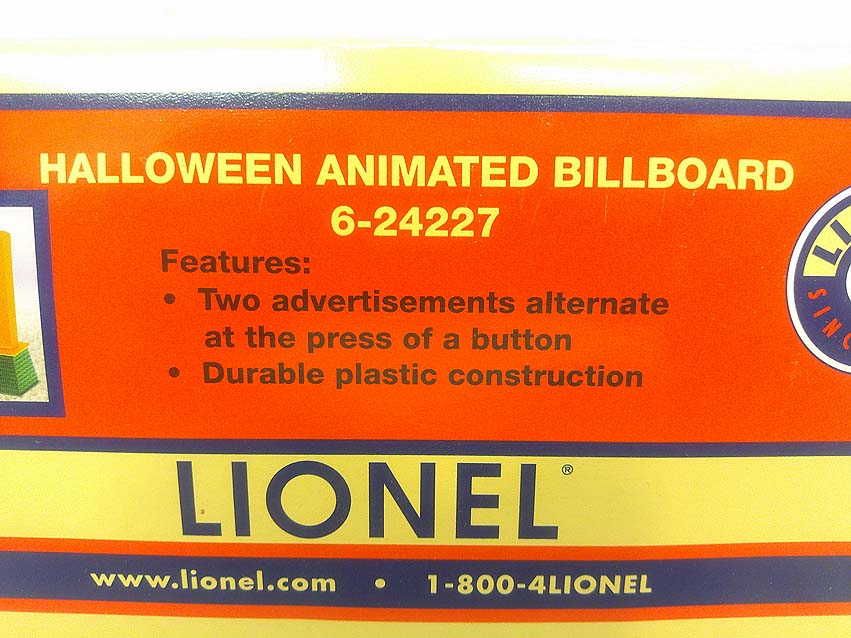 HALLOWEEN ANIMATED BILLBOARD
6-24227
Features:
• Two advertisements alternate
at the press of a button
• Durable plastic construction
LIONEL®
www.lionel.com • 1-800-4LIONEL